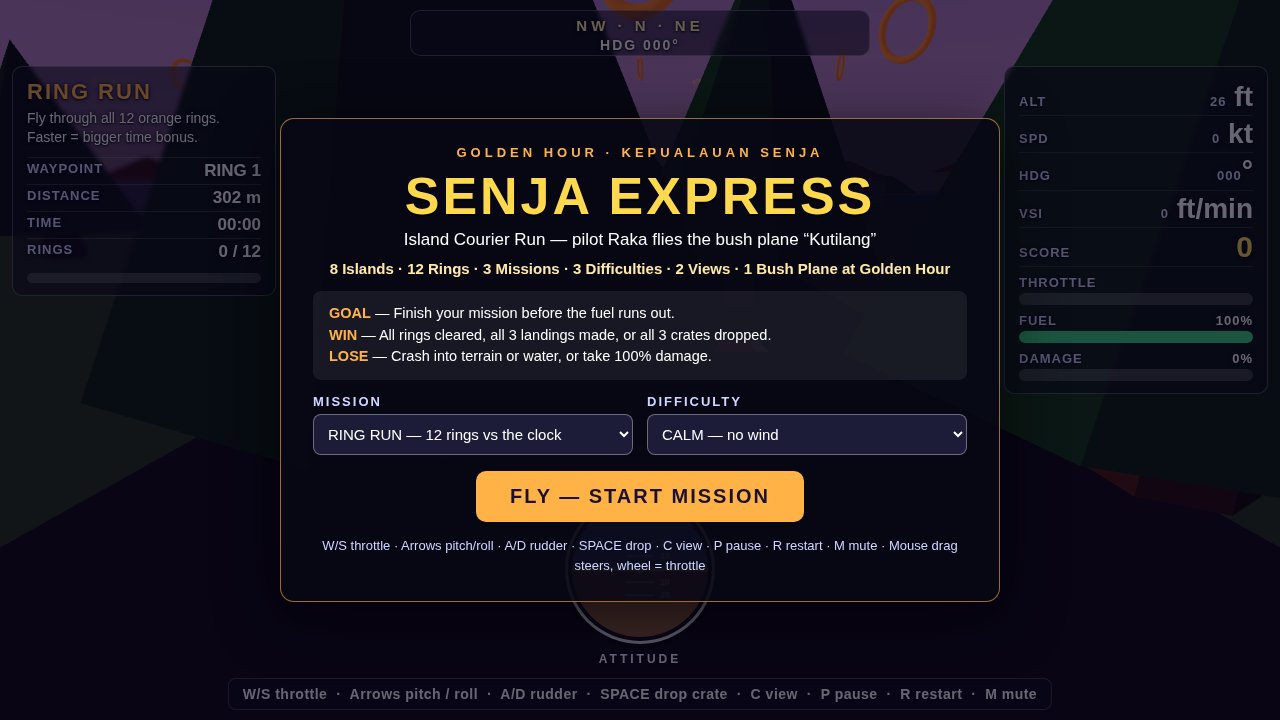 NW · N · NE
HDG 000°
RING RUN
Fly through all 12 orange rings.
Faster = bigger time bonus.
WAYPOINT RING 1
DISTANCE 302 m
TIME 00:00
RINGS 0 / 12
ALT 26 ft
SPD 0 kt
HDG 000°
VSI 0 ft/min
SCORE 0
THROTTLE
FUEL 100%
DAMAGE 0%
GOLDEN HOUR · KEPUALAUAN SENJA
SENJA EXPRESS
Island Courier Run — pilot Raka flies the bush plane “Kutilang”
8 Islands · 12 Rings · 3 Missions · 3 Difficulties · 2 Views · 1 Bush Plane at Golden Hour
GOAL — Finish your mission before the fuel runs out.
WIN — All rings cleared, all 3 landings made, or all 3 crates dropped.
LOSE — Crash into terrain or water, or take 100% damage.
MISSION DIFFICULTY
RING RUN — 12 rings vs the clock CALM — no wind
FLY — START MISSION
W/S throttle · Arrows pitch/roll · A/D rudder · SPACE drop · C view · P pause · R restart · M mute · Mouse drag
steers, wheel = throttle
ATTITUDE
W/S throttle · Arrows pitch / roll · A/D rudder · SPACE drop crate · C view · P pause · R restart · M mute